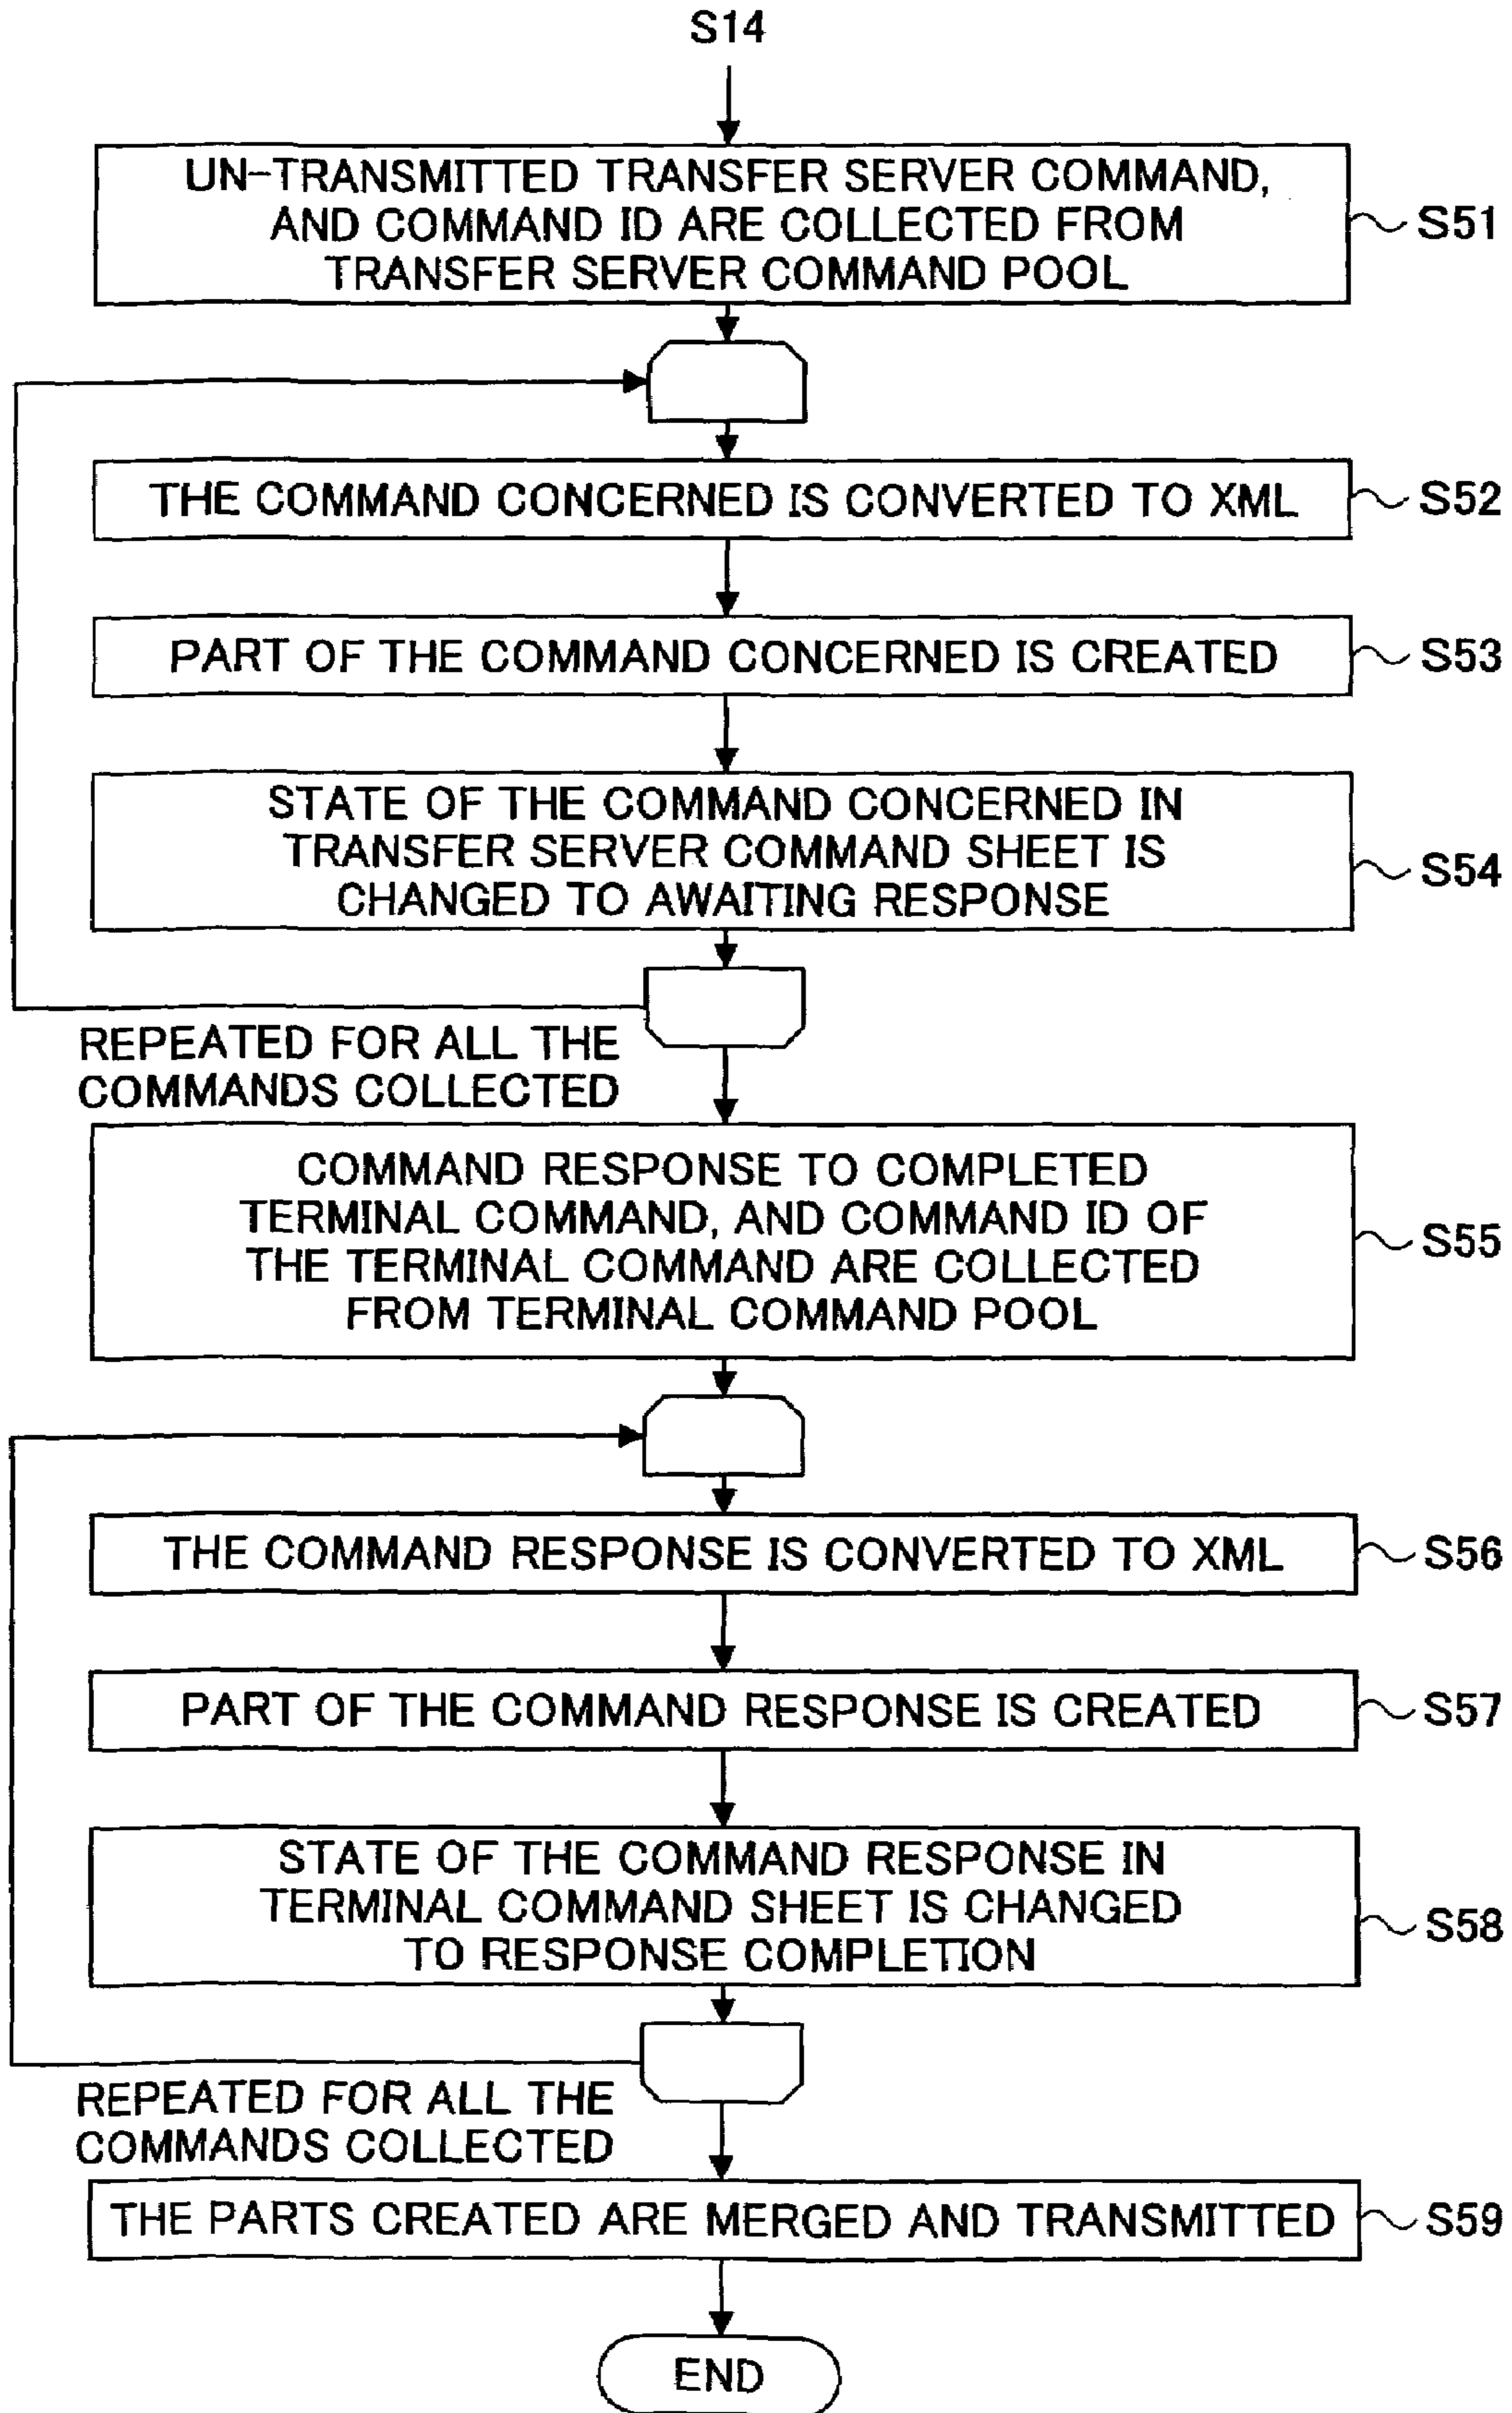 S14
UN-TRANSMITTED TRANSFER SERVER COMMAND,
AND COMMAND ID ARE COLLECTED FROM
TRANSFER SERVER COMMAND POOL
S51
THE COMMAND CONCERNED IS CONVERTED TO XML
S52
PART OF THE COMMAND CONCERNED IS CREATED
S53
STATE OF THE COMMAND CONCERNED IN
TRANSFER SERVER COMMAND SHEET IS
CHANGED TO AWAITING RESPONSE
S54
REPEATED FOR ALL THE
COMMANDS COLLECTED
COMMAND RESPONSE TO COMPLETED
TERMINAL COMMAND, AND COMMAND ID OF
THE TERMINAL COMMAND ARE COLLECTED
FROM TERMINAL COMMAND POOL
S55
THE COMMAND RESPONSE IS CONVERTED TO XML
S56
PART OF THE COMMAND RESPONSE IS CREATED
S57
STATE OF THE COMMAND RESPONSE IN
TERMINAL COMMAND SHEET IS CHANGED
TO RESPONSE COMPLETION
S58
REPEATED FOR ALL THE
COMMANDS COLLECTED
THE PARTS CREATED ARE MERGED AND TRANSMITTED
S59
END